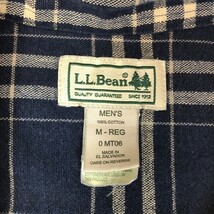 L.L.Bean
QUALITY GUARANTEED SINCE 1912
MEN'S
100% COTTON
M - REG
0 MT06
MADE IN
EL SALVADOR
CARE ON REVERSE